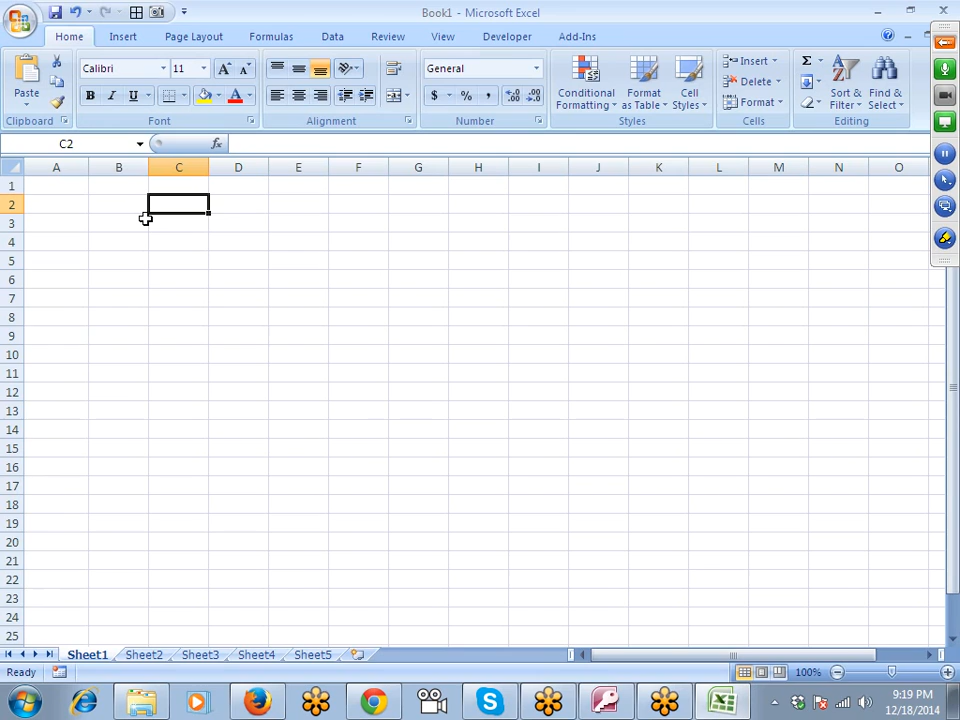 Book1 - Microsoft Excel
Home Insert Page Layout Formulas Data Review View Developer Add-Ins
Paste
Calibri 11
B I U
A A A
General
$ % ,
Conditional Formatting
Format as Table
Cell Styles
Insert
Delete
Format
Σ
Sort & Filter
Find & Select
Clipboard Font Alignment Number Styles Cells Editing
C2 fx
A B C D E F G H I J K L M N O
1
2
3
4
5
6
7
8
9
10
11
12
13
14
15
16
17
18
19
20
21
22
23
24
25
Sheet1 Sheet2 Sheet3 Sheet4 Sheet5
Ready 100%
9:19 PM
12/18/2014